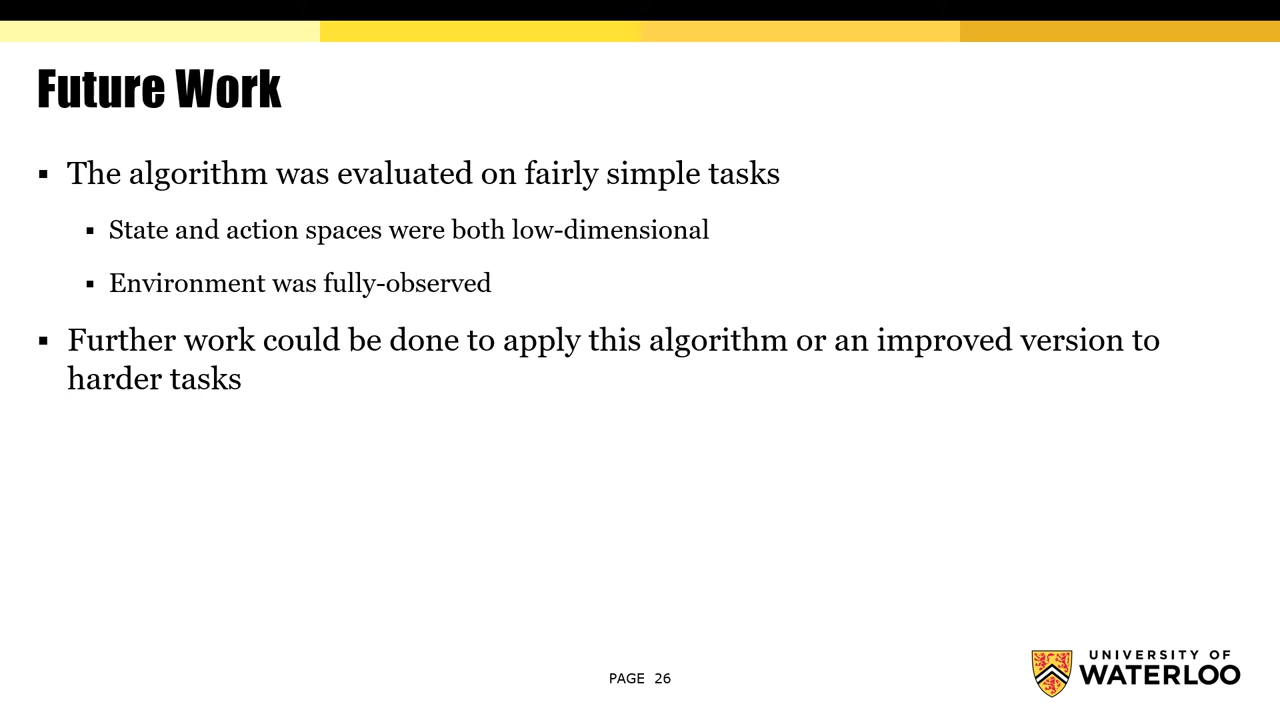 Future Work
▪ The algorithm was evaluated on fairly simple tasks
▪ State and action spaces were both low-dimensional
▪ Environment was fully-observed
▪ Further work could be done to apply this algorithm or an improved version to
harder tasks
PAGE 26
UNIVERSITY OF
WATERLOO